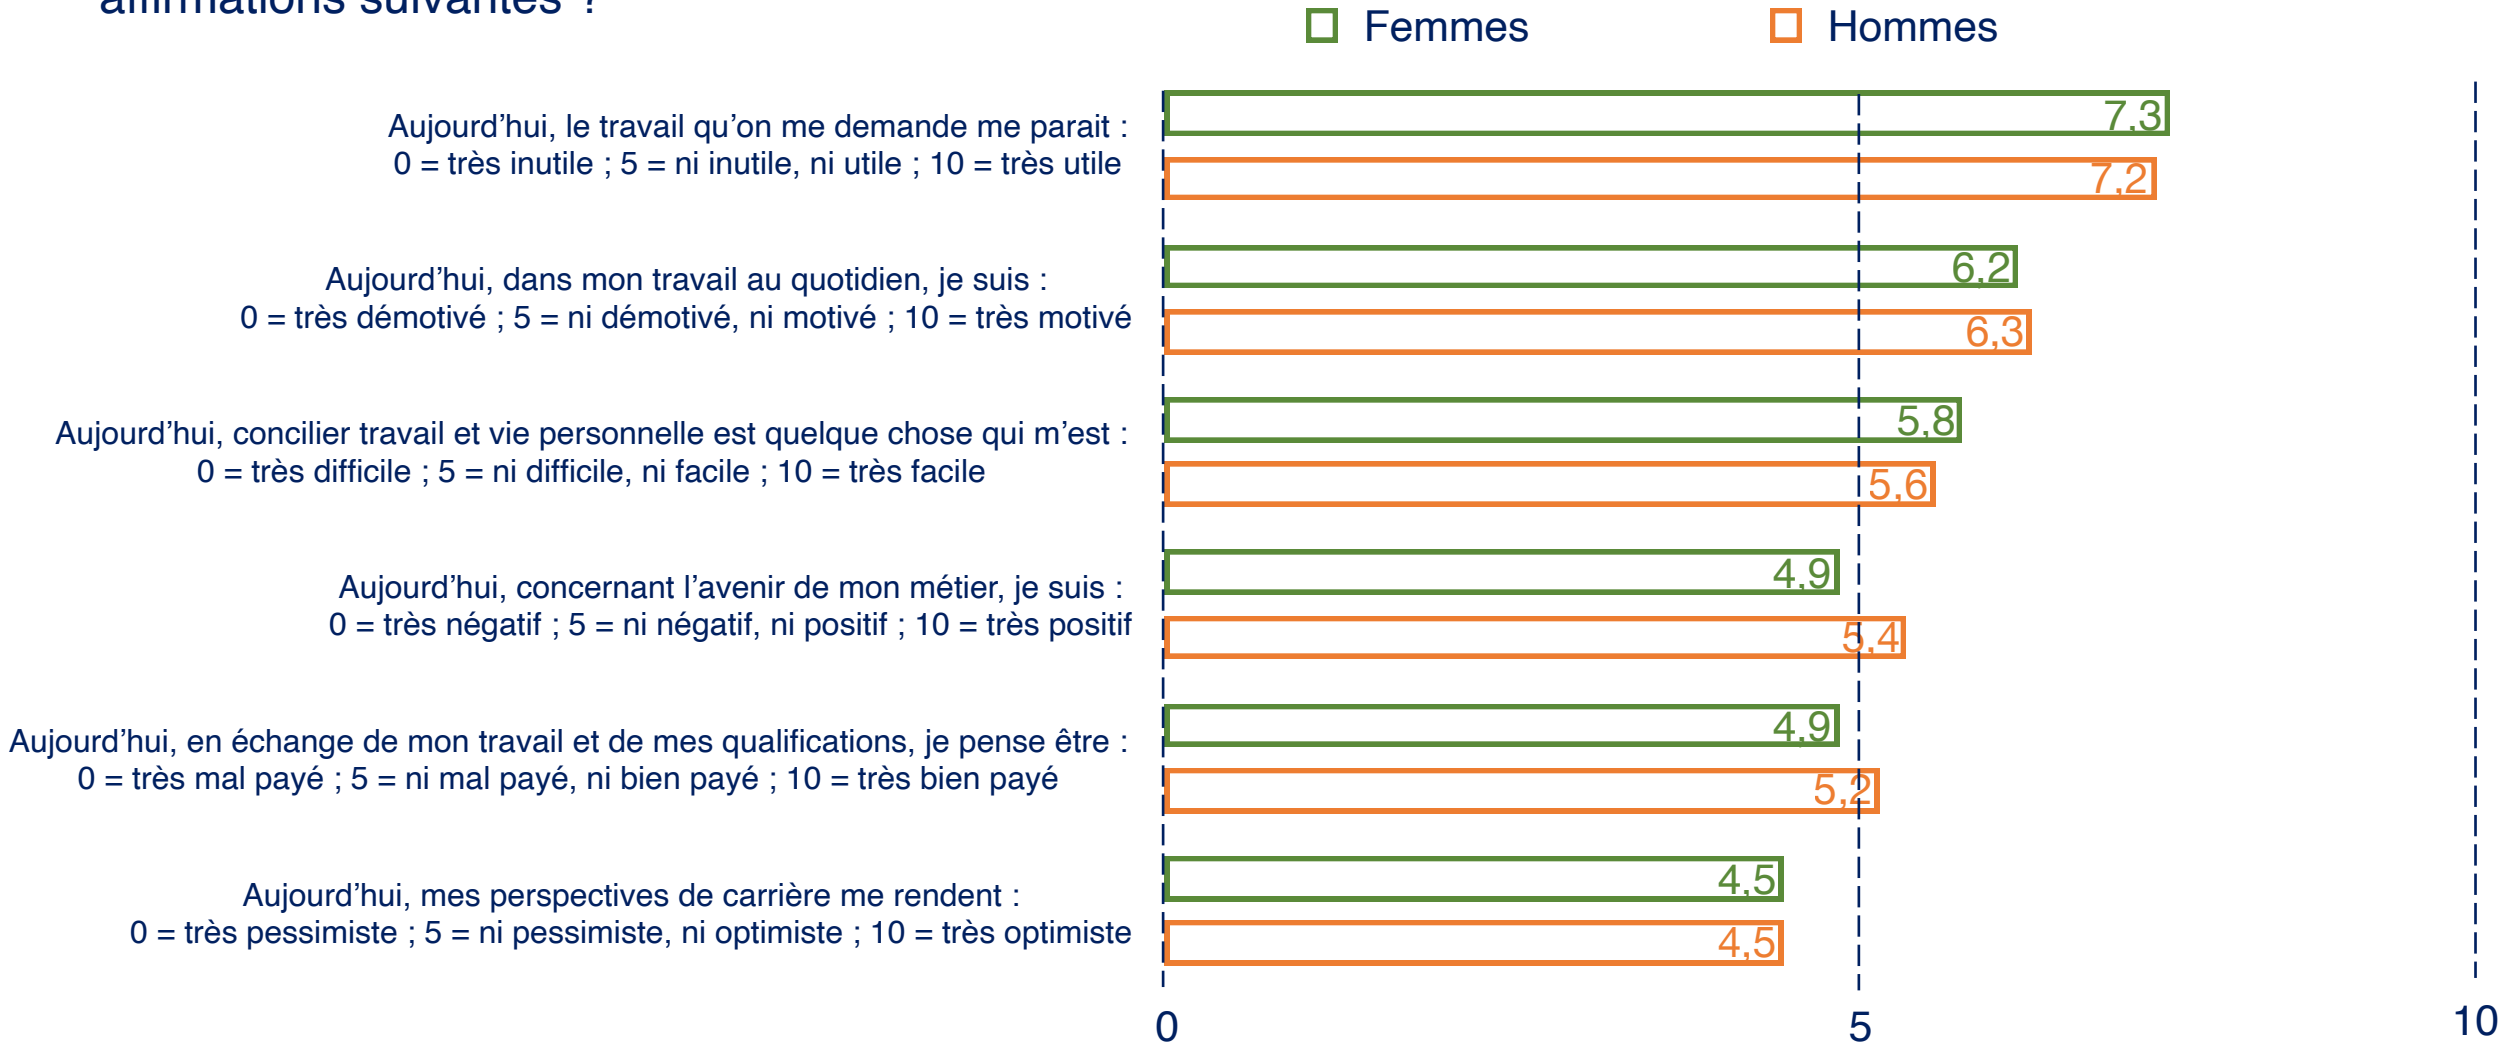 affirmations suivantes ?
Femmes
Hommes
Aujourd’hui, le travail qu’on me demande me parait :
0 = très inutile ; 5 = ni inutile, ni utile ; 10 = très utile
7,3
7,2
Aujourd’hui, dans mon travail au quotidien, je suis :
0 = très démotivé ; 5 = ni démotivé, ni motivé ; 10 = très motivé
6,2
6,3
Aujourd’hui, concilier travail et vie personnelle est quelque chose qui m’est :
0 = très difficile ; 5 = ni difficile, ni facile ; 10 = très facile
5,8
5,6
Aujourd’hui, concernant l’avenir de mon métier, je suis :
0 = très négatif ; 5 = ni négatif, ni positif ; 10 = très positif
4,9
5,4
Aujourd’hui, en échange de mon travail et de mes qualifications, je pense être :
0 = très mal payé ; 5 = ni mal payé, ni bien payé ; 10 = très bien payé
4,9
5,2
Aujourd’hui, mes perspectives de carrière me rendent :
0 = très pessimiste ; 5 = ni pessimiste, ni optimiste ; 10 = très optimiste
4,5
4,5
0
5
10